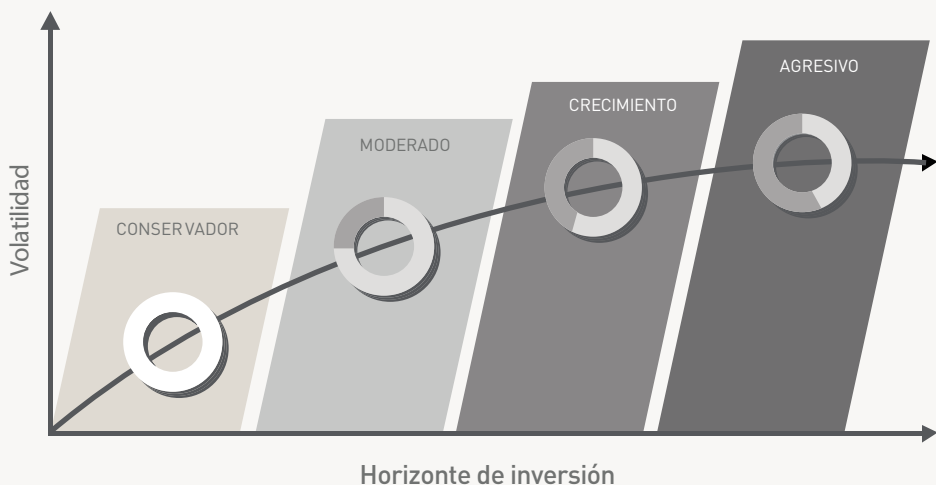 AGRESIVO
CRECIMIENTO
MODERADO
CONSERVADOR
Volatilidad
Horizonte de inversión